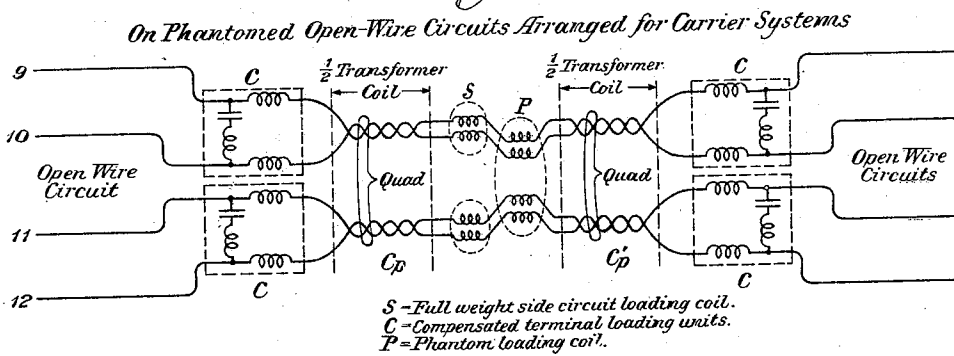 On Phantomed Open-Wire Circuits Arranged for Carrier Systems
9
10
Open Wire
Circuit
11
12
C
C
½ Transformer
Coil
S
P
½ Transformer
Coil
C
C
Quad
Quad
Cp
C'p
Open Wire
Circuits
S - Full weight side circuit loading coil.
C = Compensated terminal loading units.
P = Phantom loading coil.